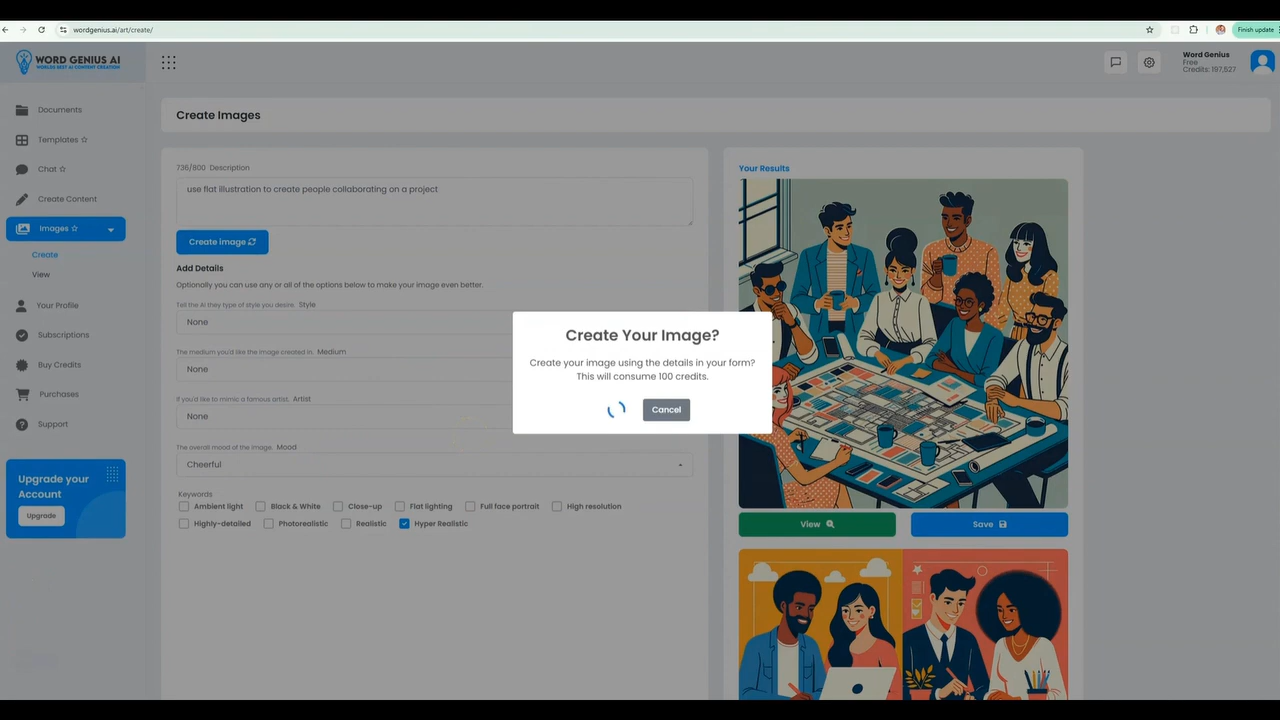 wordgenius.ai/art/create/
Finish update
WORD GENIUS AI
WORLDS BEST AI CONTENT CREATION
Word Genius
Free
Credits: 197,527
Documents
Templates
Chat
Create Content
Images
Create
View
Your Profile
Subscriptions
Buy Credits
Purchases
Support
Upgrade your
Account
Upgrade
Create Images
736/800 Description
use flat illustration to create people collaborating on a project
Create image
Add Details
Optionally you can use any or all of the options below to make your image even better.
Tell the AI they type of style you desire. Style
None
The medium you'd like the image created in. Medium
None
If you'd like to mimic a famous artist. Artist
None
The overall mood of the image. Mood
Cheerful
Keywords
Ambient light Black & White Close-up Flat lighting Full face portrait High resolution
Highly-detailed Photorealistic Realistic Hyper Realistic
Create Your Image?
Create your image using the details in your form?
This will consume 100 credits.
Cancel
Your Results
View Save